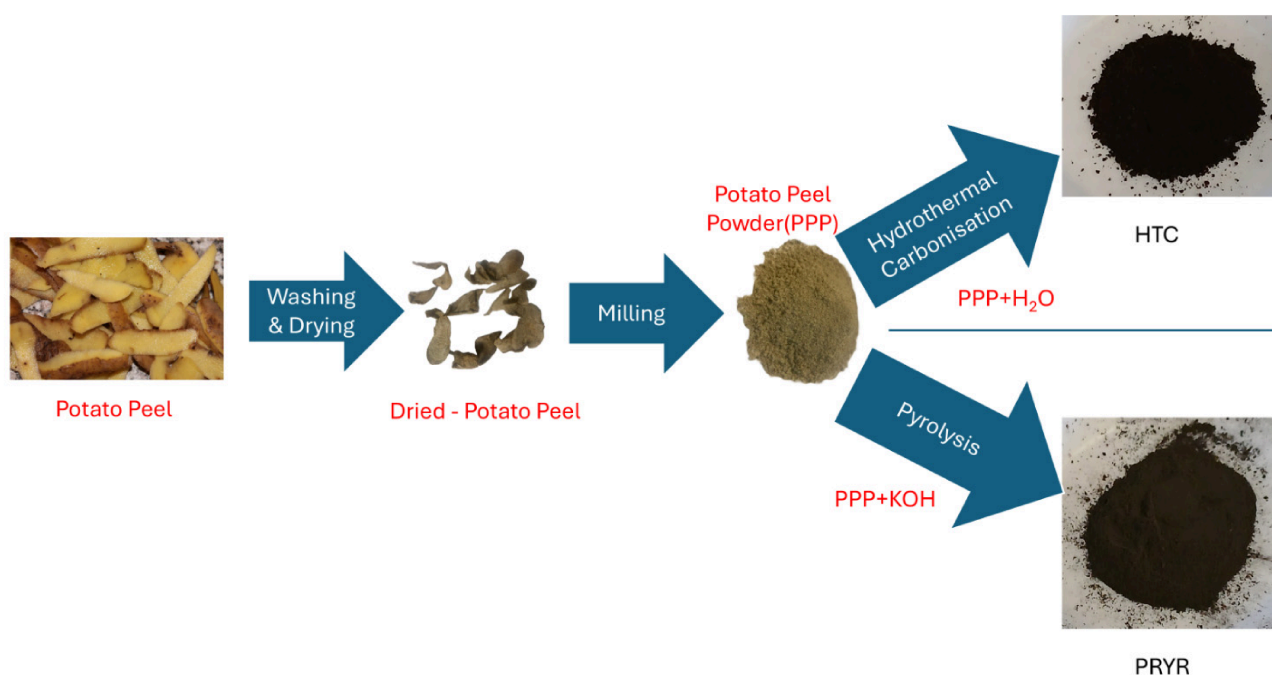 Potato Peel
Washing
& Drying
Dried - Potato Peel
Milling
Potato Peel
Powder(PPP)
Hydrothermal
Carbonisation
PPP+H₂O
HTC
Pyrolysis
PPP+KOH
PRYR